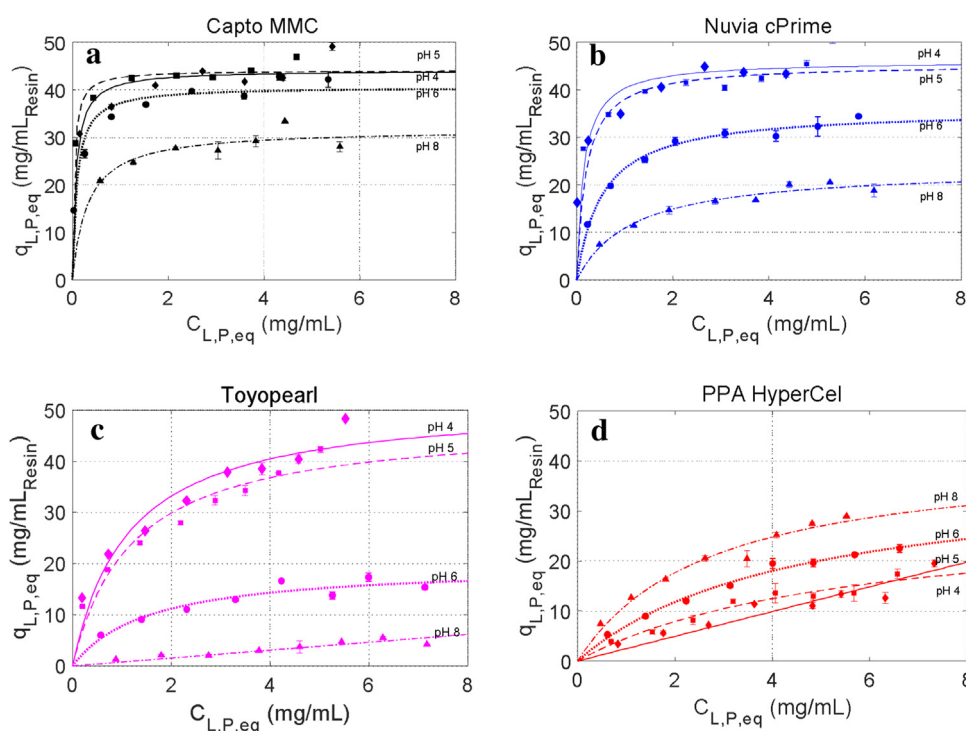 Capto MMC
a
50
40
30
20
10
0
0 2 4 6 8
pH 5
pH 4
pH 6
pH 8
q_L,P,eq (mg/mL_Resin)
C_L,P,eq (mg/mL)
Nuvia cPrime
b
50
40
30
20
10
0
0 2 4 6 8
pH 4
pH 5
pH 6
pH 8
q_L,P,eq (mg/mL_Resin)
C_L,P,eq (mg/mL)
Toyopearl
c
50
40
30
20
10
0
0 2 4 6 8
pH 4
pH 5
pH 6
pH 8
q_L,P,eq (mg/mL_Resin)
C_L,P,eq (mg/mL)
PPA HyperCel
d
50
40
30
20
10
0
0 2 4 6 8
pH 8
pH 6
pH 5
pH 4
q_L,P,eq (mg/mL_Resin)
C_L,P,eq (mg/mL)